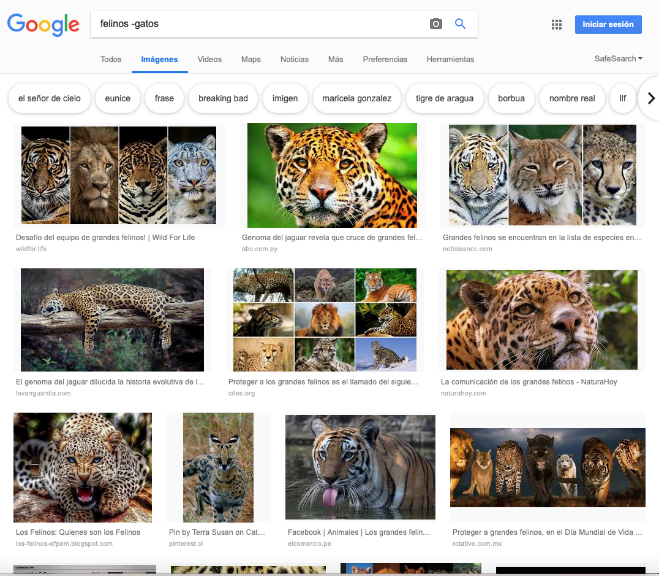 Google
felinos -gatos
Iniciar sesión
Todos Imágenes Videos Maps Noticias Más Preferencias Herramientas SafeSearch
el señor de cielo eunice frase breaking bad imigen maricela gonzalez tigre de aragua borbua nombre real llf
Desafío del equipo de grandes felinos! | Wild For Life
wildfor.life
Genoma del jaguar revela que cruce de grandes fel...
abc.com.py
Grandes felinos se encuentran en la lista de especies en...
noticiasncc.com
El genoma del jaguar dilucida la historia evolutiva de l...
lavanguardia.com
Proteger a los grandes felinos es el llamado del siguie...
cites.org
La comunicación de los grandes felinos - NaturaHoy
naturahoy.com
Los Felinos: Quienes son los Felinos
los-felinos-efpem.blogspot.com
Pin by Terra Susan on Cat...
pinterest.cl
Facebook | Animales | Los grandes felin...
elcomercio.pe
Proteger a grandes felinos, en el Día Mundial de Vida ...
rotativo.com.mx